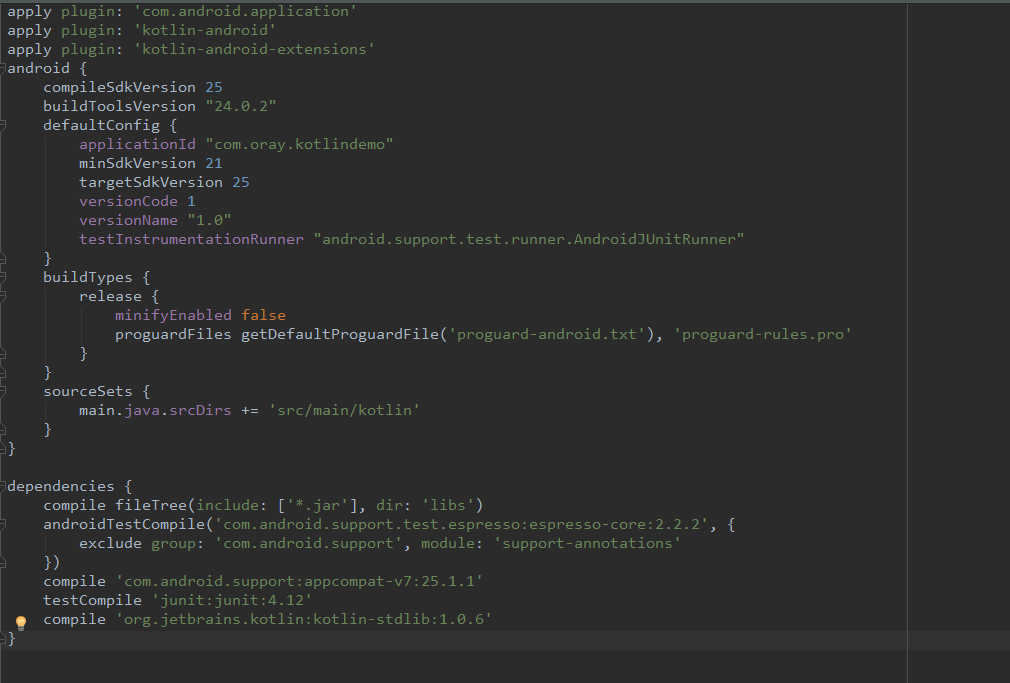 apply plugin: 'com.android.application'
apply plugin: 'kotlin-android'
apply plugin: 'kotlin-android-extensions'
android {
    compileSdkVersion 25
    buildToolsVersion "24.0.2"
    defaultConfig {
        applicationId "com.oray.kotlindemo"
        minSdkVersion 21
        targetSdkVersion 25
        versionCode 1
        versionName "1.0"
        testInstrumentationRunner "android.support.test.runner.AndroidJUnitRunner"
    }
    buildTypes {
        release {
            minifyEnabled false
            proguardFiles getDefaultProguardFile('proguard-android.txt'), 'proguard-rules.pro'
        }
    }
    sourceSets {
        main.java.srcDirs += 'src/main/kotlin'
    }
}

dependencies {
    compile fileTree(include: ['*.jar'], dir: 'libs')
    androidTestCompile('com.android.support.test.espresso:espresso-core:2.2.2', {
        exclude group: 'com.android.support', module: 'support-annotations'
    })
    compile 'com.android.support:appcompat-v7:25.1.1'
    testCompile 'junit:junit:4.12'
    compile 'org.jetbrains.kotlin:kotlin-stdlib:1.0.6'
}